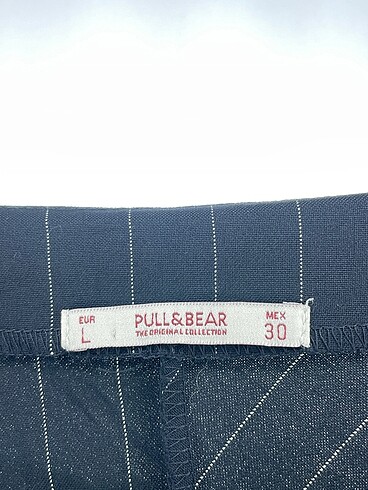 EUR
L
PULL&BEAR
THE ORIGINAL COLLECTION
MEX
30